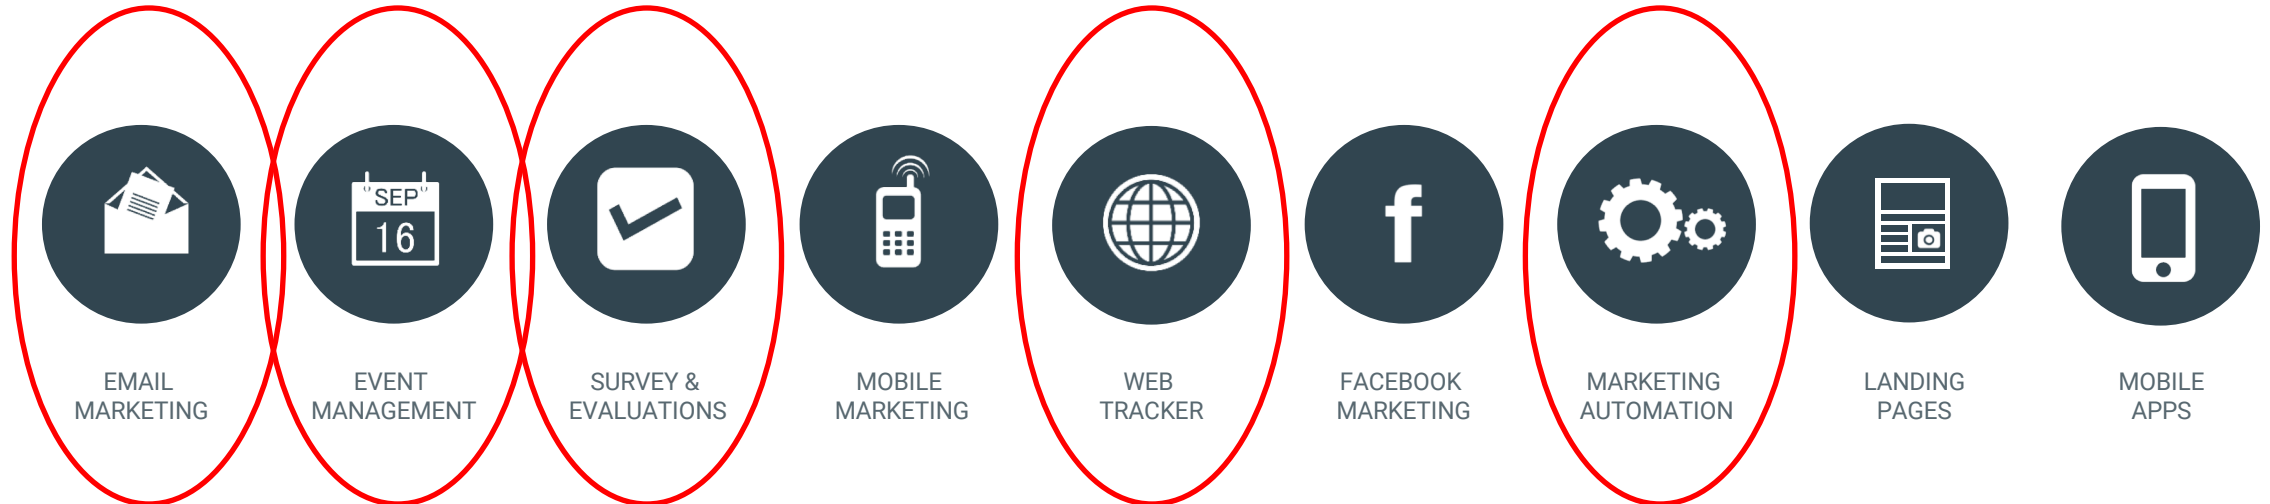 SEP
16
f
EMAIL
MARKETING
EVENT
MANAGEMENT
SURVEY &
EVALUATIONS
MOBILE
MARKETING
WEB
TRACKER
FACEBOOK
MARKETING
MARKETING
AUTOMATION
LANDING
PAGES
MOBILE
APPS